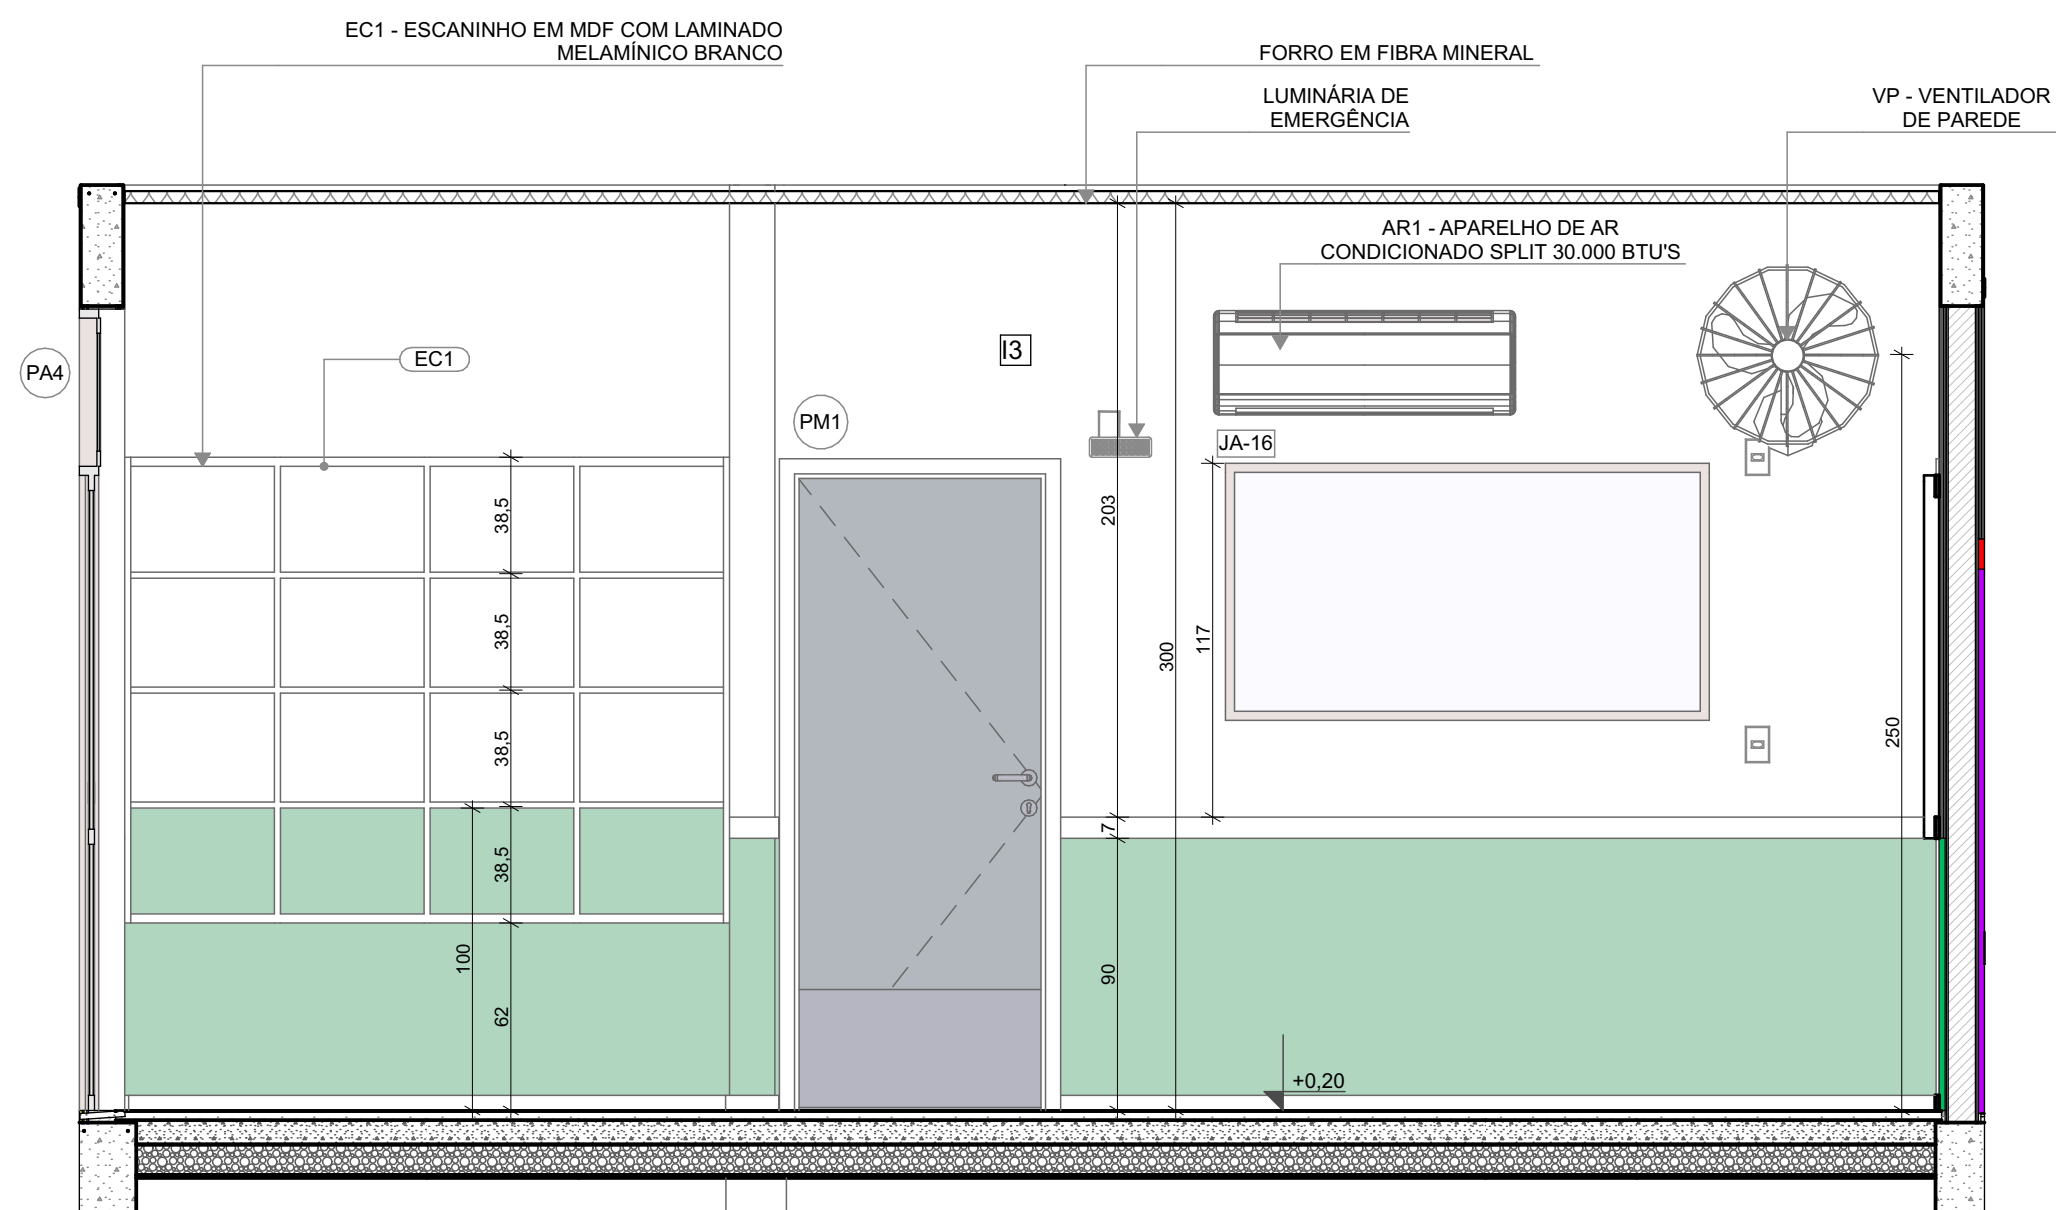 EC1 - ESCANINHO EM MDF COM LAMINADO
MELAMÍNICO BRANCO
FORRO EM FIBRA MINERAL
LUMINÁRIA DE
EMERGÊNCIA
VP - VENTILADOR
DE PAREDE
AR1 - APARELHO DE AR
CONDICIONADO SPLIT 30.000 BTU'S
I3
EC1
PA4
PM1
JA-16
38,5
203
38,5
117
300
38,5
250
7
38,5
100
90
62
+0,20